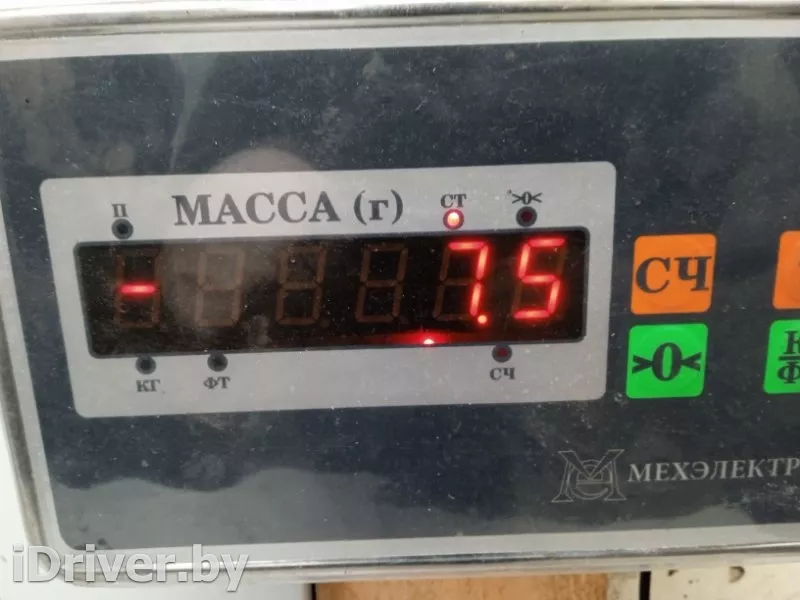 П МАССА (г) СТ >0<
- 7.5
КГ ФТ СЧ
СЧ
>0<
МЕХЭЛЕКТР
iDriver.by